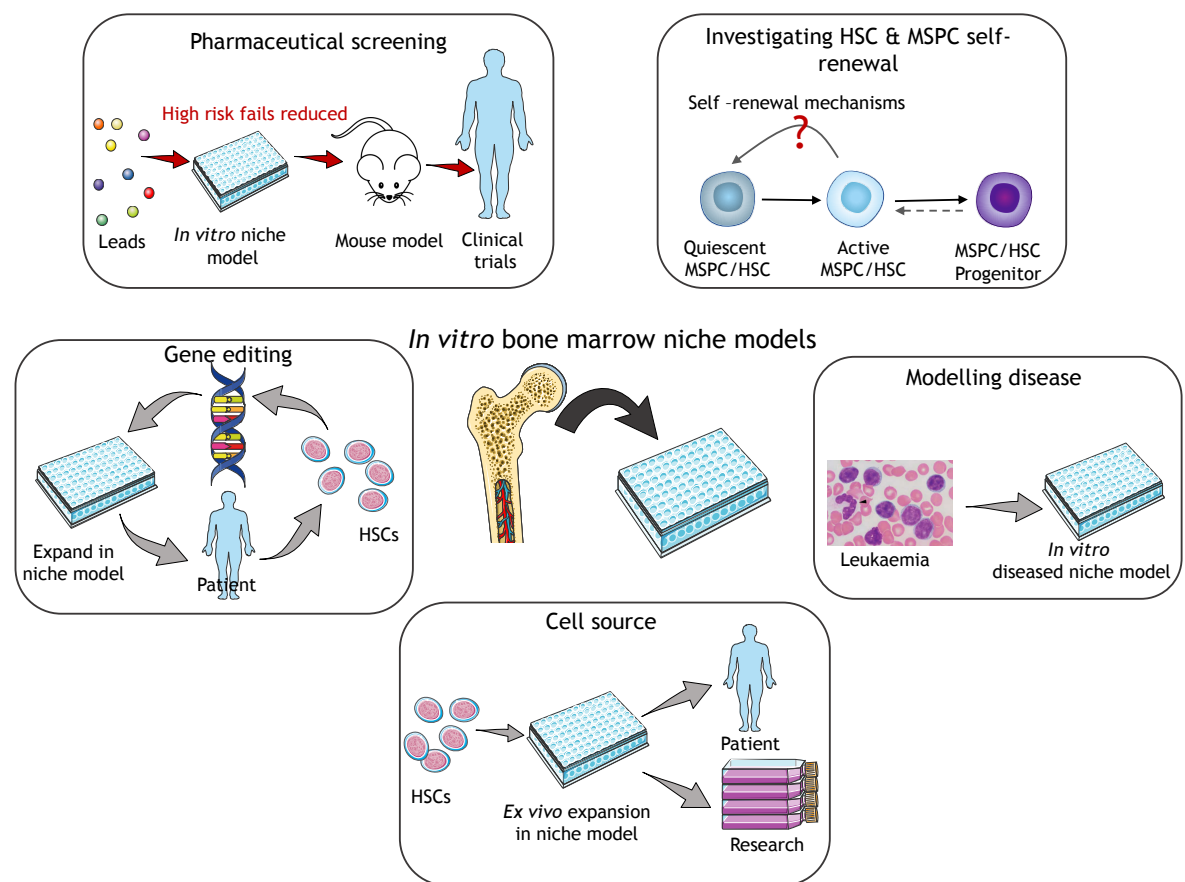 Pharmaceutical screening
High risk fails reduced
Leads
In vitro niche
model
Mouse model
Clinical
trials
Investigating HSC & MSPC self-
renewal
Self –renewal mechanisms
?
Quiescent
MSPC/HSC
Active
MSPC/HSC
MSPC/HSC
Progenitor
In vitro bone marrow niche models
Gene editing
HSCs
Expand in
niche model
Patient
Modelling disease
Leukaemia
In vitro
diseased niche model
Cell source
HSCs
Ex vivo expansion
in niche model
Patient
Research